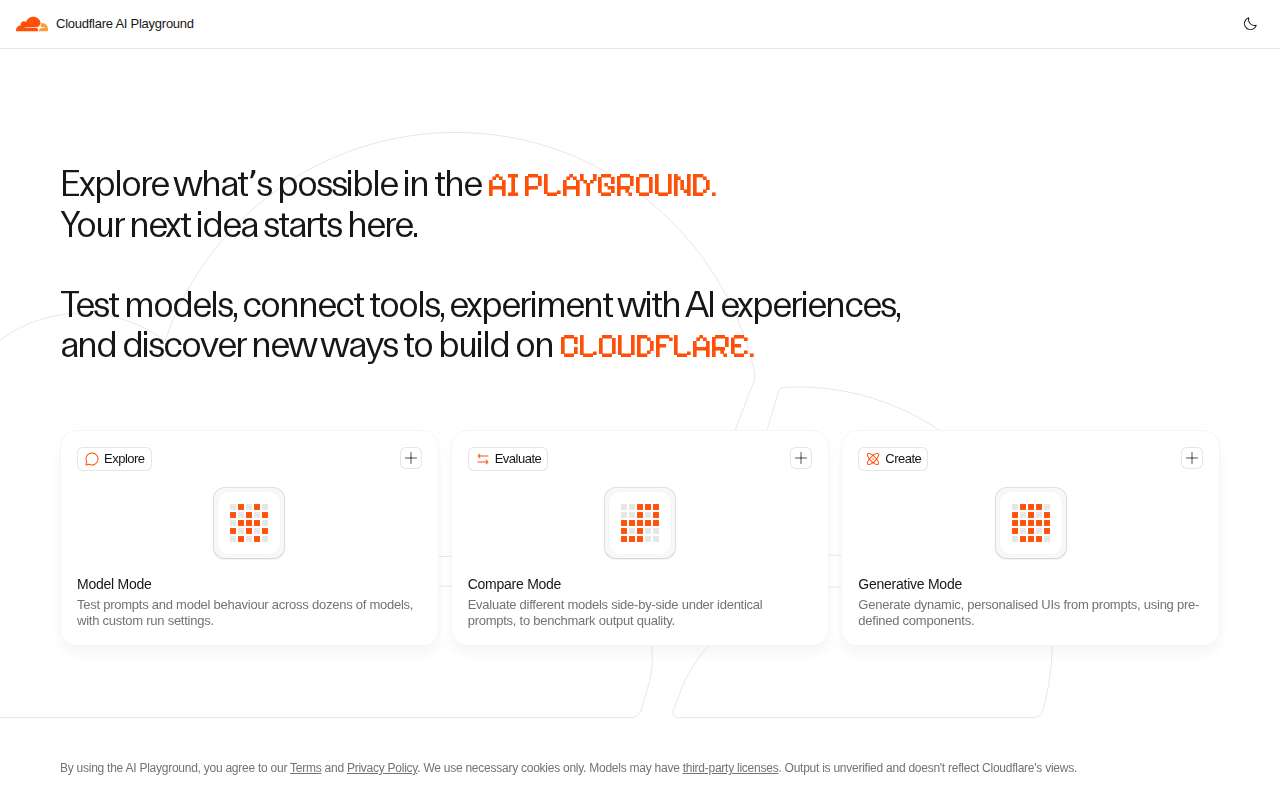 Cloudflare AI Playground
Explore what's possible in the AI PLAYGROUND.
Your next idea starts here.
Test models, connect tools, experiment with AI experiences,
and discover new ways to build on CLOUDFLARE.
Explore
Model Mode
Test prompts and model behaviour across dozens of models,
with custom run settings.
Evaluate
Compare Mode
Evaluate different models side-by-side under identical
prompts, to benchmark output quality.
Create
Generative Mode
Generate dynamic, personalised UIs from prompts, using pre-
defined components.
By using the AI Playground, you agree to our Terms and Privacy Policy. We use necessary cookies only. Models may have third-party licenses. Output is unverified and doesn't reflect Cloudflare's views.